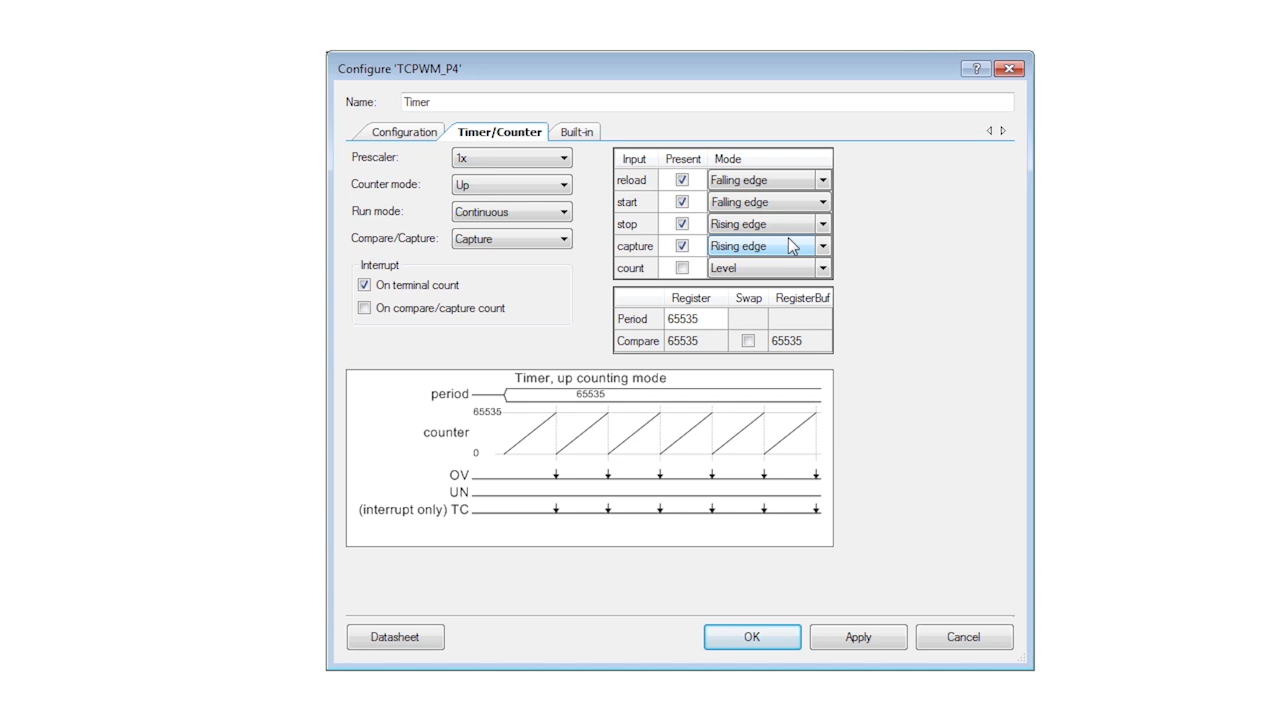 Configure 'TCPWM_P4'
?
Name: Timer
Configuration Timer/Counter Built-in
Prescaler: 1x
Counter mode: Up
Run mode: Continuous
Compare/Capture: Capture
Interrupt
On terminal count
On compare/capture count
Input Present Mode
reload Falling edge
start Falling edge
stop Rising edge
capture Rising edge
count Level
Register Swap RegisterBuf
Period 65535
Compare 65535 65535
Timer, up counting mode
period 65535
65535
counter
0
OV
UN
(interrupt only) TC
Datasheet OK Apply Cancel